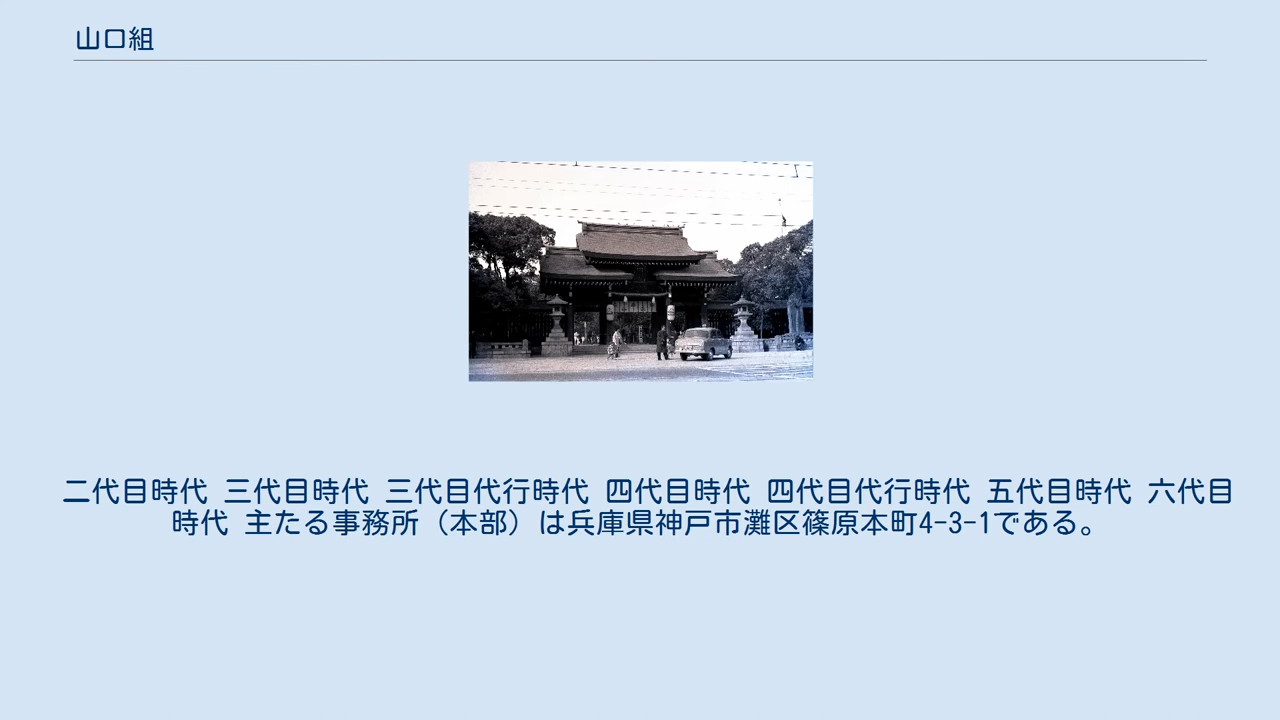 山口組
二代目時代 三代目時代 三代目代行時代 四代目時代 四代目代行時代 五代目時代 六代目
時代 主たる事務所（本部）は兵庫県神戸市灘区篠原本町4-3-1である。